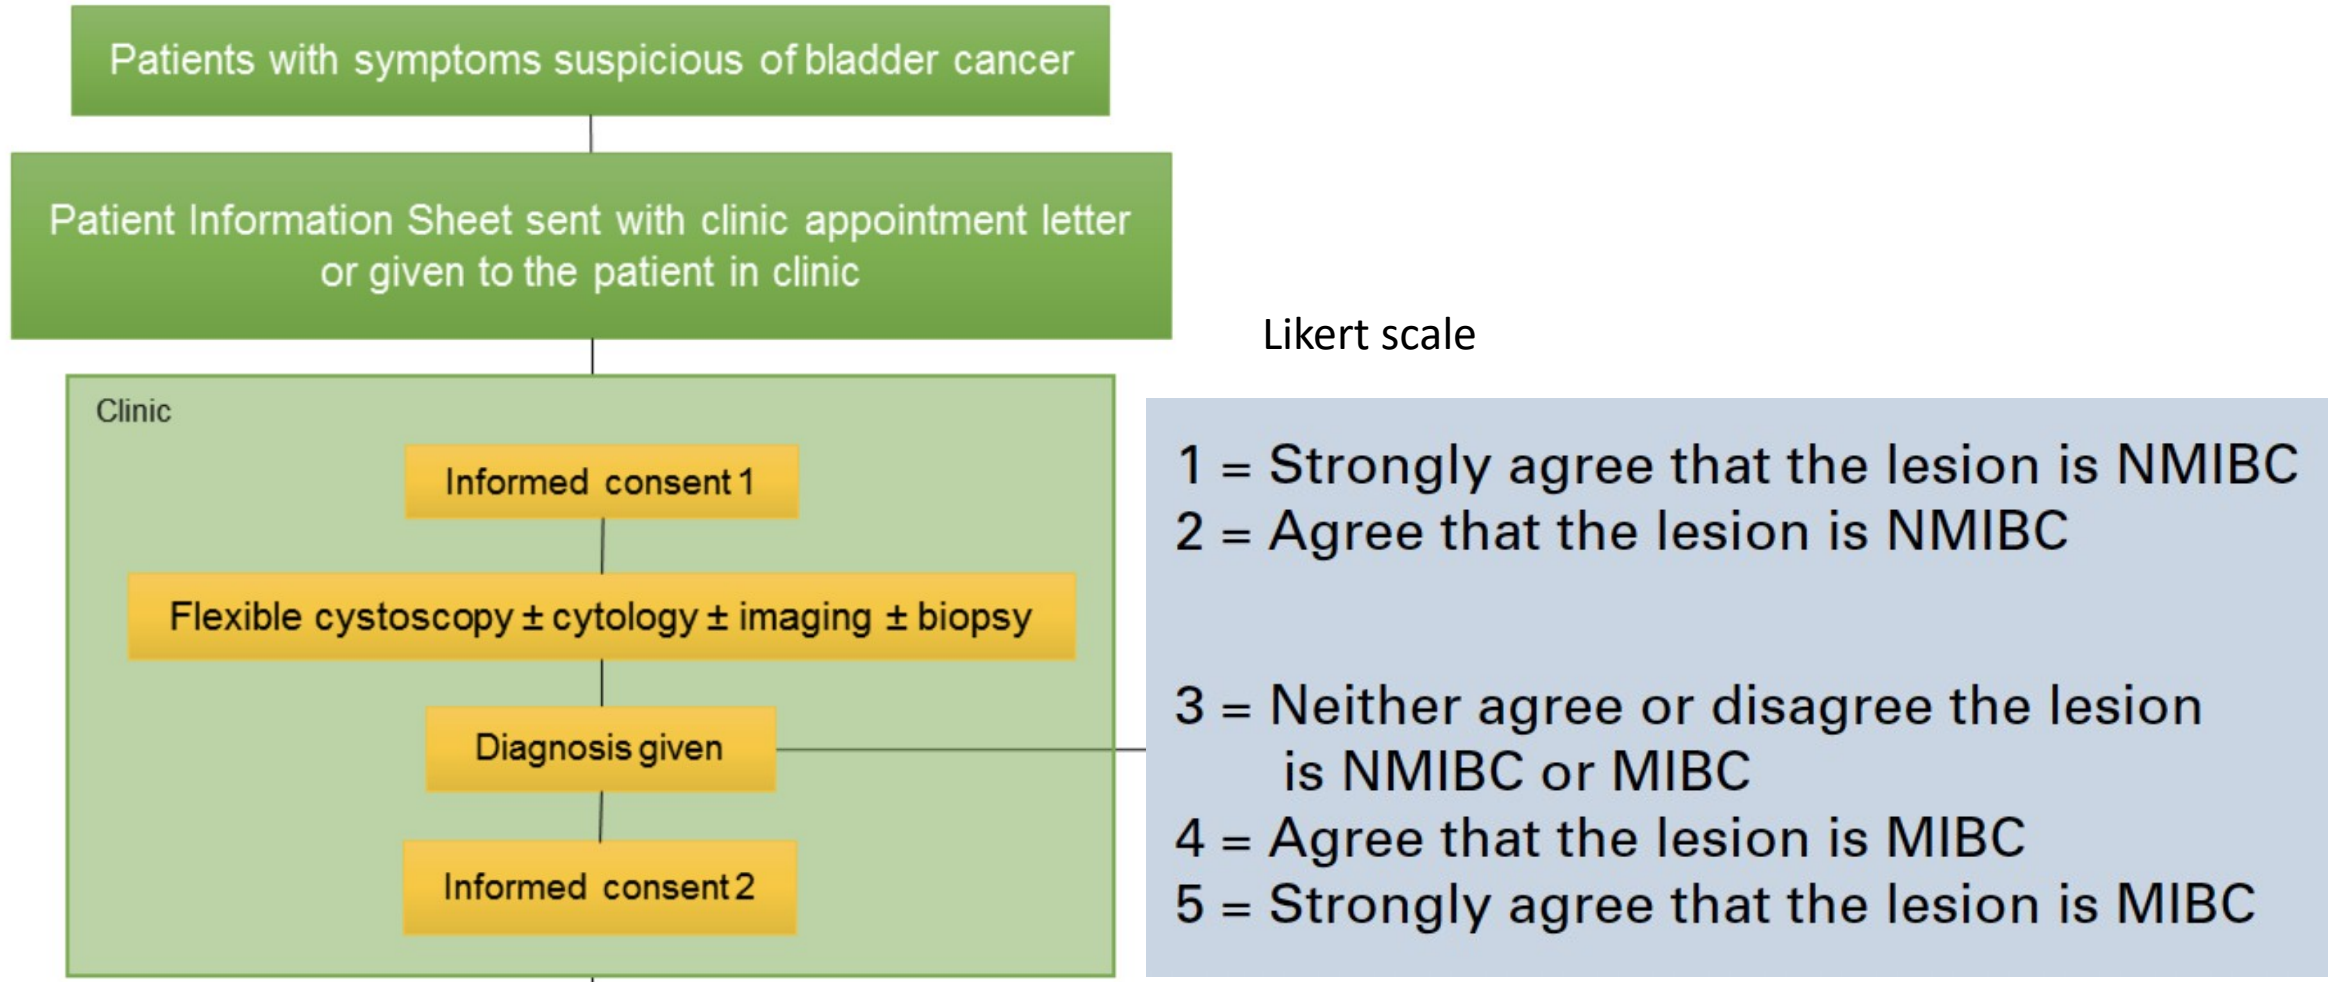 Patients with symptoms suspicious of bladder cancer
Patient Information Sheet sent with clinic appointment letter
or given to the patient in clinic
Clinic
Informed consent 1
Flexible cystoscopy ± cytology ± imaging ± biopsy
Diagnosis given
Informed consent 2
Likert scale
1 = Strongly agree that the lesion is NMIBC
2 = Agree that the lesion is NMIBC
3 = Neither agree or disagree the lesion
is NMIBC or MIBC
4 = Agree that the lesion is MIBC
5 = Strongly agree that the lesion is MIBC